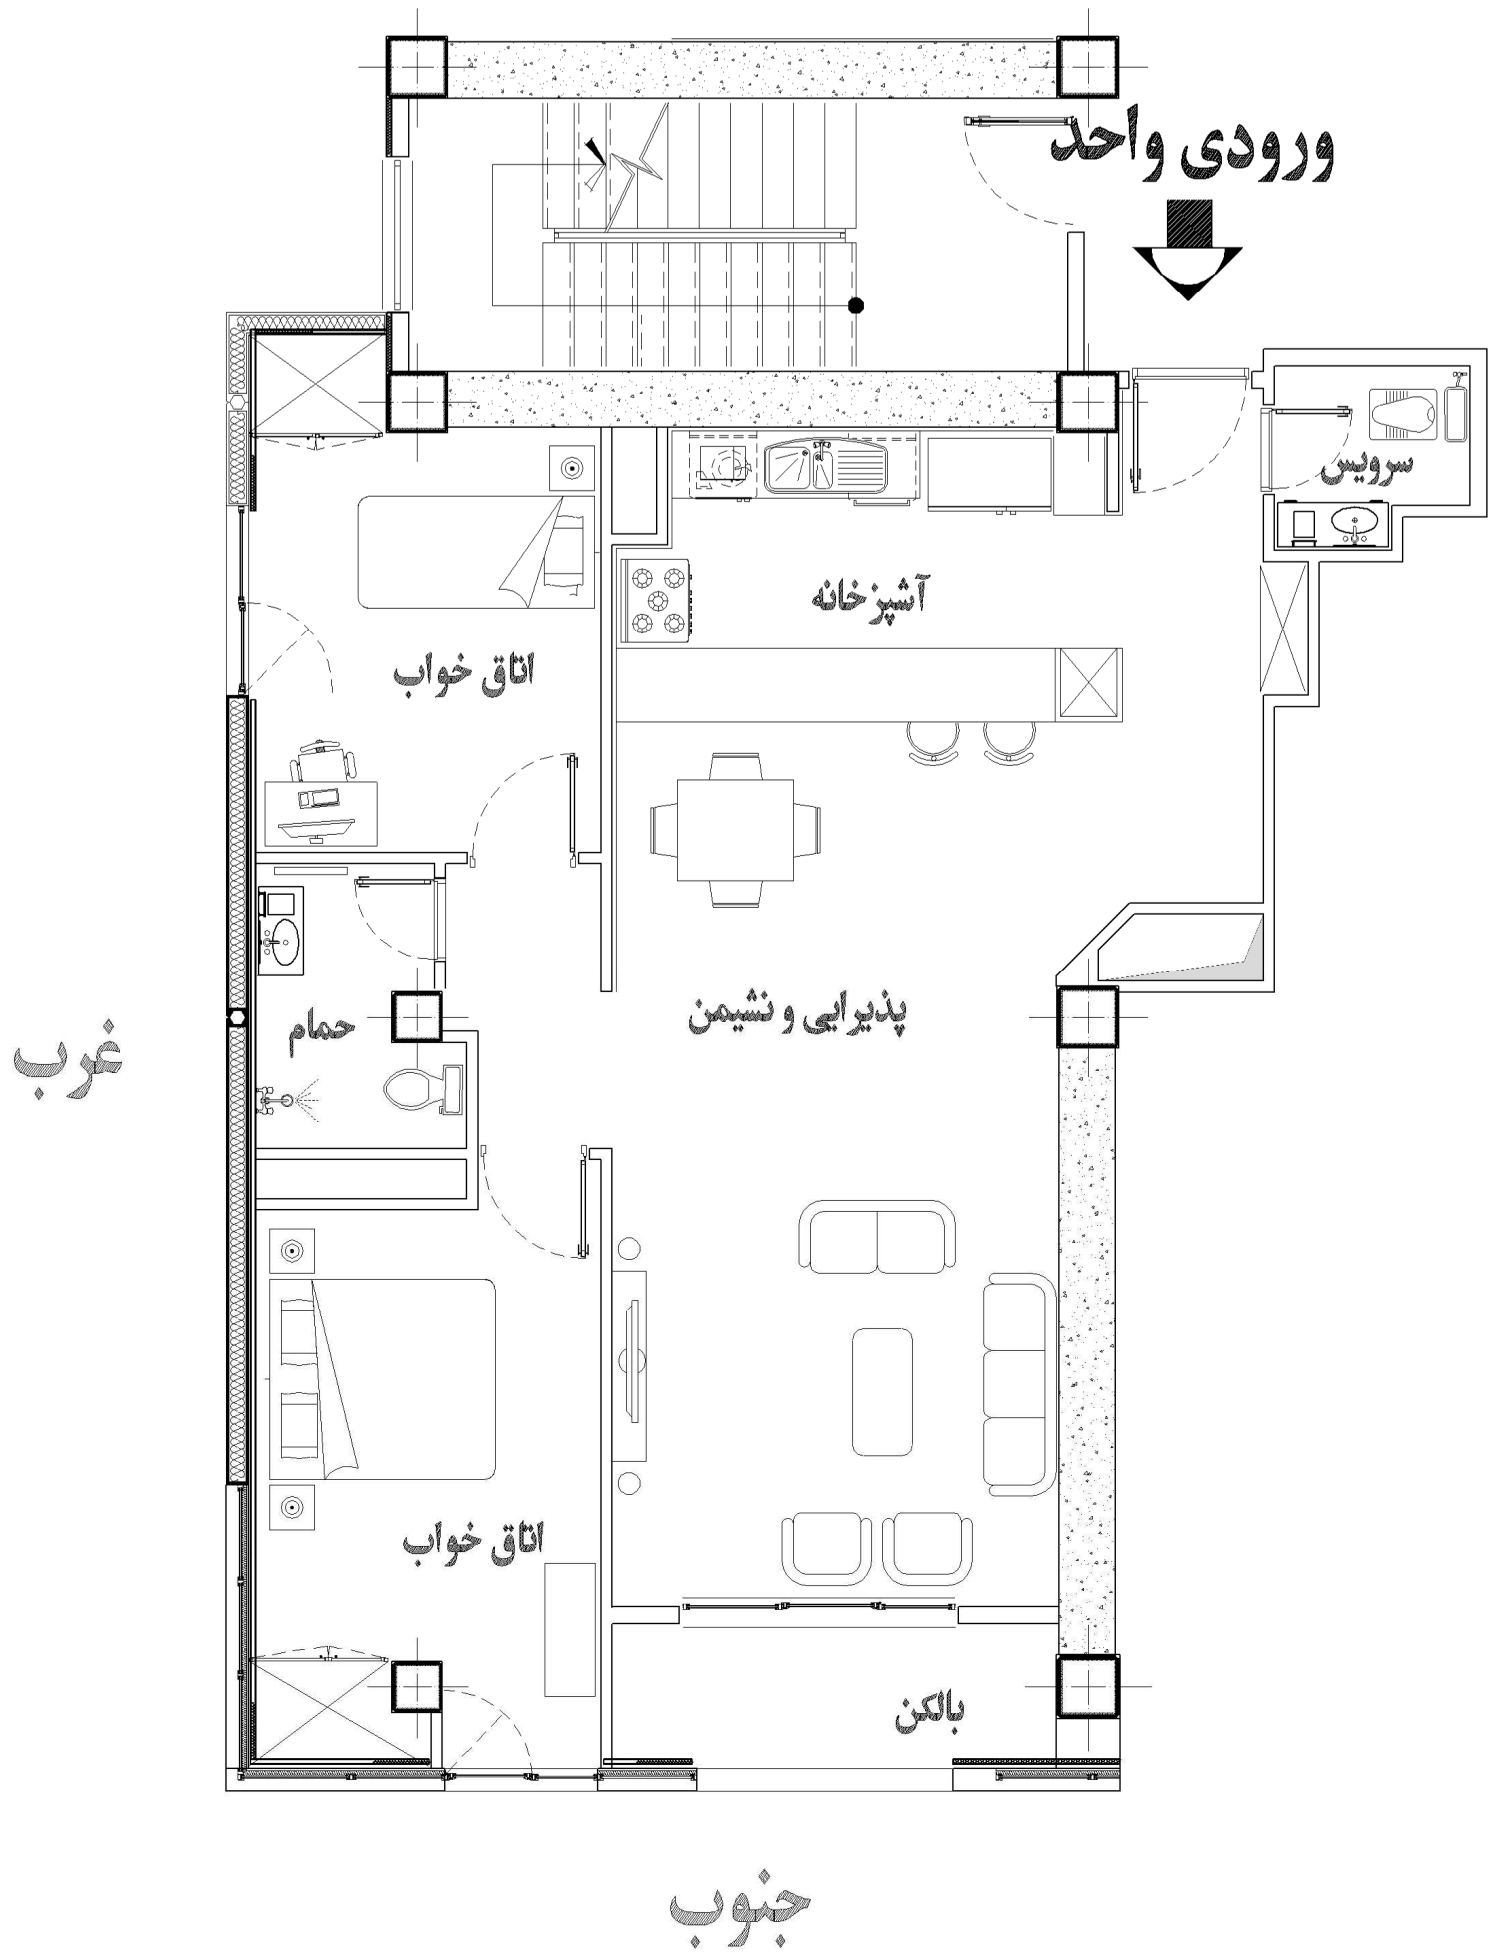 ورودی واحد
سرویس
آشپزخانه
اتاق خواب
پذیرایی و نشیمن
حمام
غرب
اتاق خواب
بالکن
جنوب